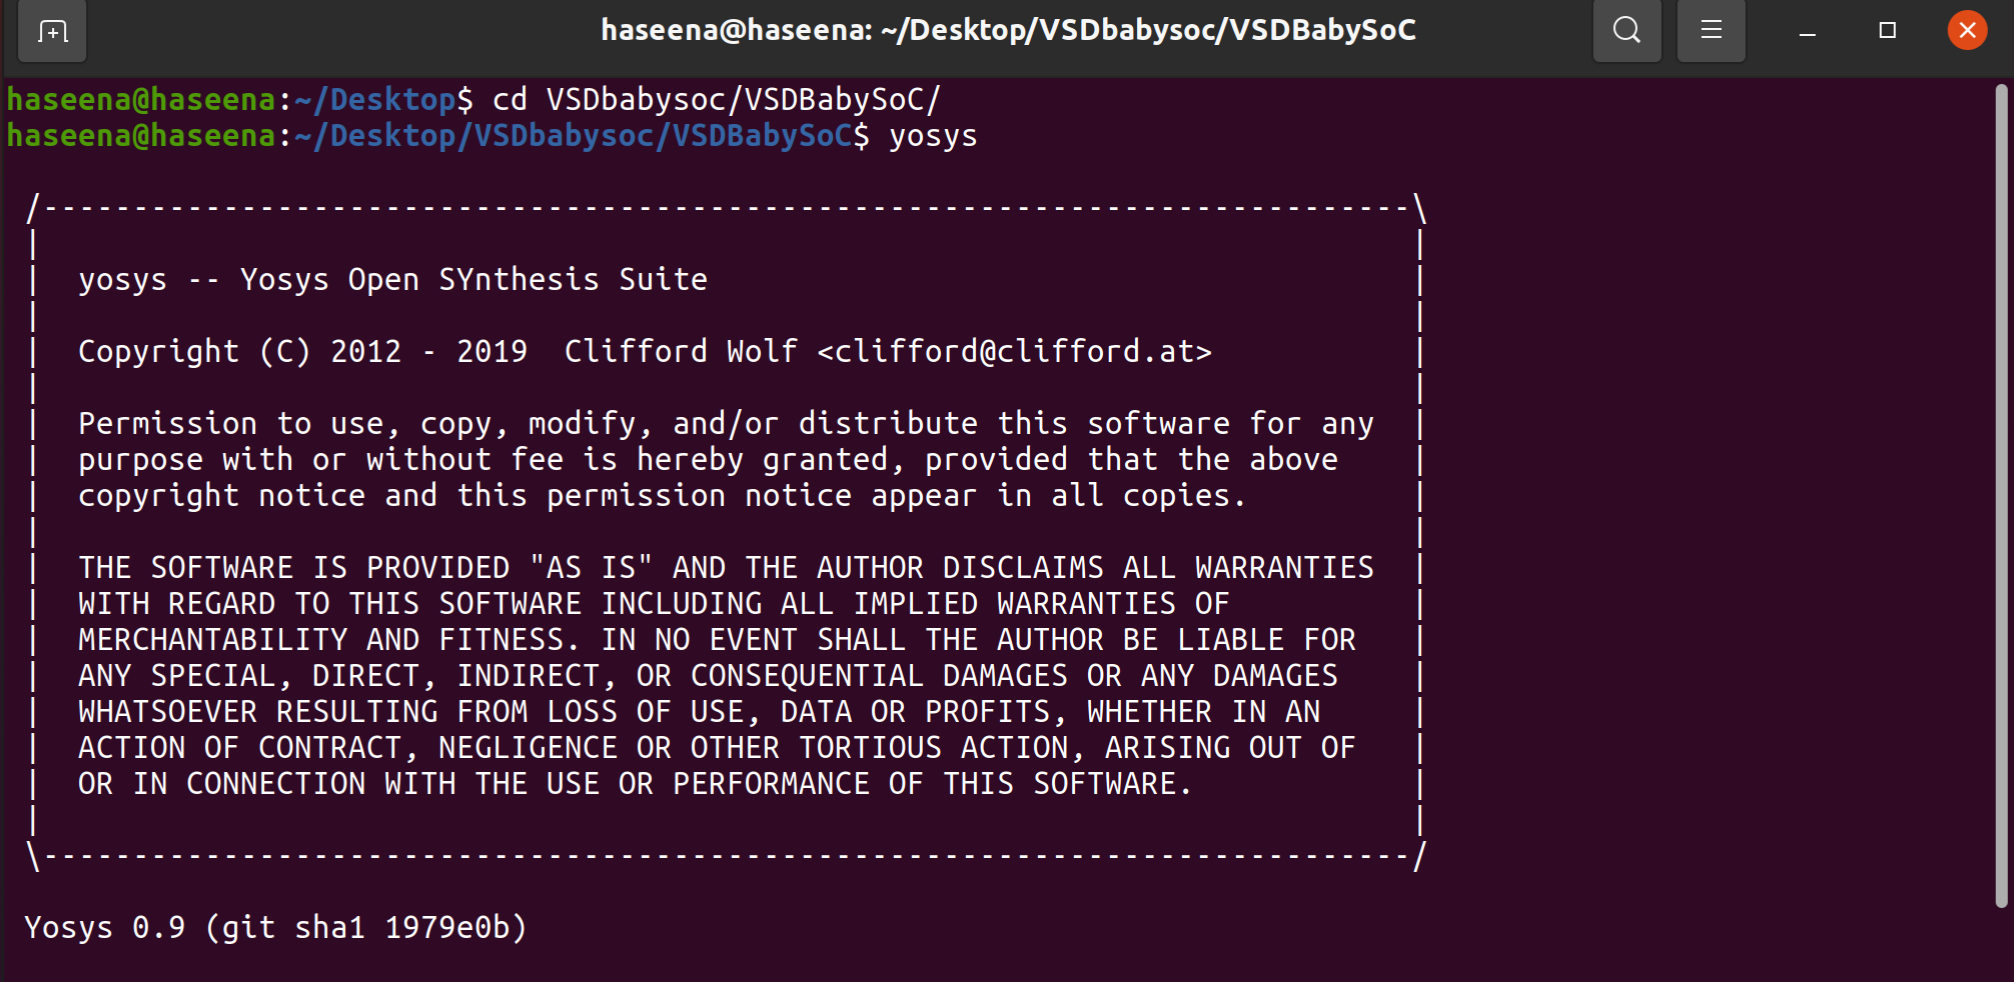 haseena@haseena: ~/Desktop/VSDbabysoc/VSDBabySoC
haseena@haseena:~/Desktop$ cd VSDbabysoc/VSDBabySoC/
haseena@haseena:~/Desktop/VSDbabysoc/VSDBabySoC$ yosys
/----------------------------------------------------------------------------\
|                                                                            |
|  yosys -- Yosys Open SYnthesis Suite                                       |
|                                                                            |
|  Copyright (C) 2012 - 2019  Clifford Wolf <clifford@clifford.at>           |
|                                                                            |
|  Permission to use, copy, modify, and/or distribute this software for any  |
|  purpose with or without fee is hereby granted, provided that the above    |
|  copyright notice and this permission notice appear in all copies.         |
|                                                                            |
|  THE SOFTWARE IS PROVIDED "AS IS" AND THE AUTHOR DISCLAIMS ALL WARRANTIES  |
|  WITH REGARD TO THIS SOFTWARE INCLUDING ALL IMPLIED WARRANTIES OF          |
|  MERCHANTABILITY AND FITNESS. IN NO EVENT SHALL THE AUTHOR BE LIABLE FOR   |
|  ANY SPECIAL, DIRECT, INDIRECT, OR CONSEQUENTIAL DAMAGES OR ANY DAMAGES    |
|  WHATSOEVER RESULTING FROM LOSS OF USE, DATA OR PROFITS, WHETHER IN AN     |
|  ACTION OF CONTRACT, NEGLIGENCE OR OTHER TORTIOUS ACTION, ARISING OUT OF   |
|  OR IN CONNECTION WITH THE USE OR PERFORMANCE OF THIS SOFTWARE.            |
|                                                                            |
\----------------------------------------------------------------------------/
Yosys 0.9 (git sha1 1979e0b)